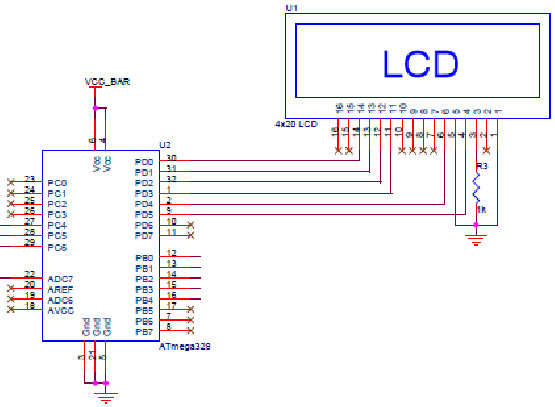 U1
LCD
16 15 14 13 12 11 10 9 8 7 6 5 4 3 2 1
4x20 LCD
16 15 14 13 12 11 10 9 8 7 6 5 4 3 2 1
R3
1k
VCC_BAR
6 4
Vcc Vcc
U2
23 PC0
24 PC1
25 PC2
26 PC3
27 PC4
28 PC5
29 PC6
22 ADC7
20 AREF
19 ADC6
18 AVCC
PD0 30
PD1 31
PD2 32
PD3 1
PD4 2
PD5 9
PD6 10
PD7 11
PB0 12
PB1 13
PB2 14
PB3 15
PB4 16
PB5 17
PB6 7
PB7 8
Gnd Gnd Gnd
3 21 5
ATmega328